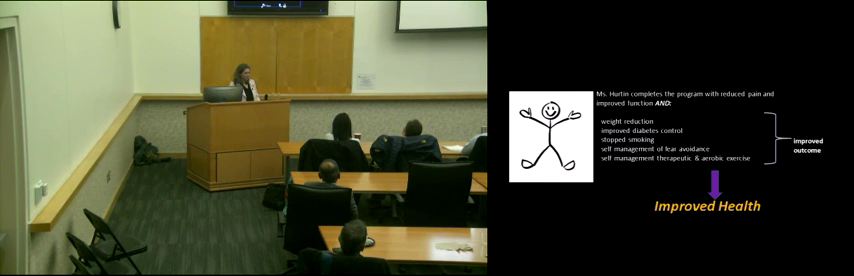 Ms. Hurtin completes the program with reduced pain and
improved function AND:
weight reduction
improved diabetes control
stopped smoking
self management of fear avoidance
self management therapeutic & aerobic exercise
improved
outcome
Improved Health